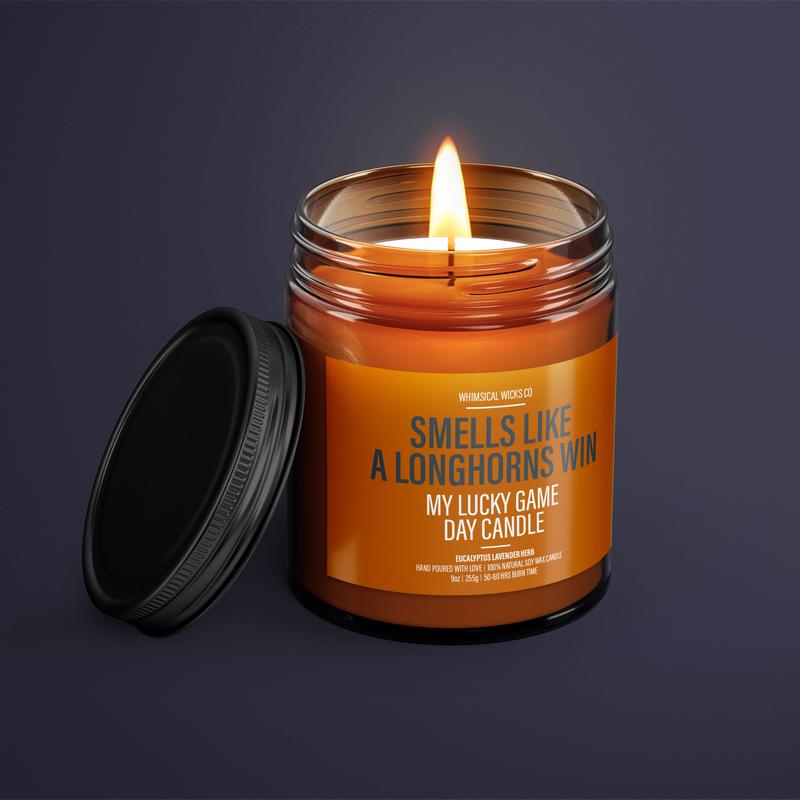 WHIMSICAL WICKS CO
SMELLS LIKE
A LONGHORNS WIN
MY LUCKY GAME
DAY CANDLE
EUCALYPTUS LAVENDER HERB
HAND POURED WITH LOVE | 100% NATURAL SOY WAX CANDLE
9oz | 255g | 50-60 HRS BURN TIME